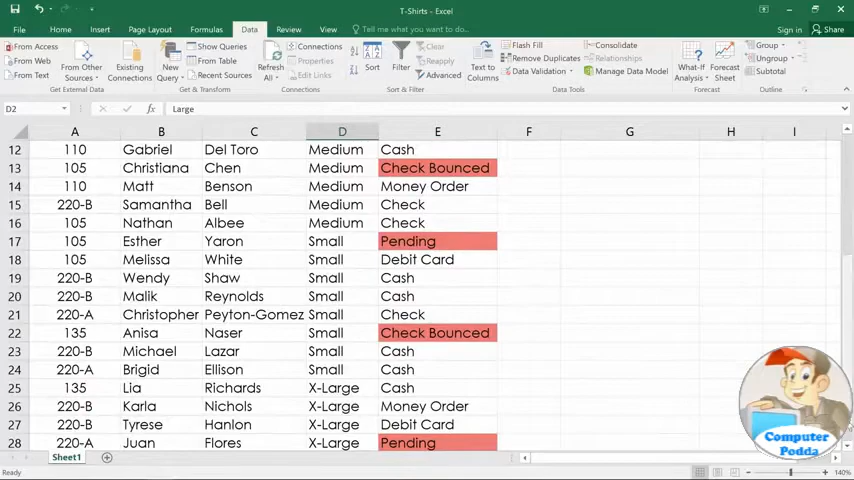 T-Shirts - Excel
File Home Insert Page Layout Formulas Data Review View Tell me what you want to do... Sign in Share
From Access
From Web
From Text
From Other Sources
Existing Connections
New Query
Show Queries
From Table
Recent Sources
Refresh All
Connections
Properties
Edit Links
Sort
Filter
Clear
Reapply
Advanced
Text to Columns
Flash Fill
Remove Duplicates
Data Validation
Consolidate
Relationships
Manage Data Model
What-If Analysis
Forecast Sheet
Group
Ungroup
Subtotal
Get External Data Get & Transform Connections Sort & Filter Data Tools Forecast Outline
D2 fx Large
A B C D E F G H I
12 110 Gabriel Del Toro Medium Cash
13 105 Christiana Chen Medium Check Bounced
14 110 Matt Benson Medium Money Order
15 220-B Samantha Bell Medium Check
16 105 Nathan Albee Medium Check
17 105 Esther Yaron Small Pending
18 105 Melissa White Small Debit Card
19 220-B Wendy Shaw Small Cash
20 220-B Malik Reynolds Small Cash
21 220-A Christopher Peyton-Gomez Small Check
22 135 Anisa Naser Small Check Bounced
23 220-B Michael Lazar Small Cash
24 220-A Brigid Ellison Small Cash
25 135 Lia Richards X-Large Cash
26 220-B Karla Nichols X-Large Money Order
27 220-B Tyrese Hanlon X-Large Debit Card
28 220-A Juan Flores X-Large Pending
Computer
Podda
Sheet1
Ready 140%